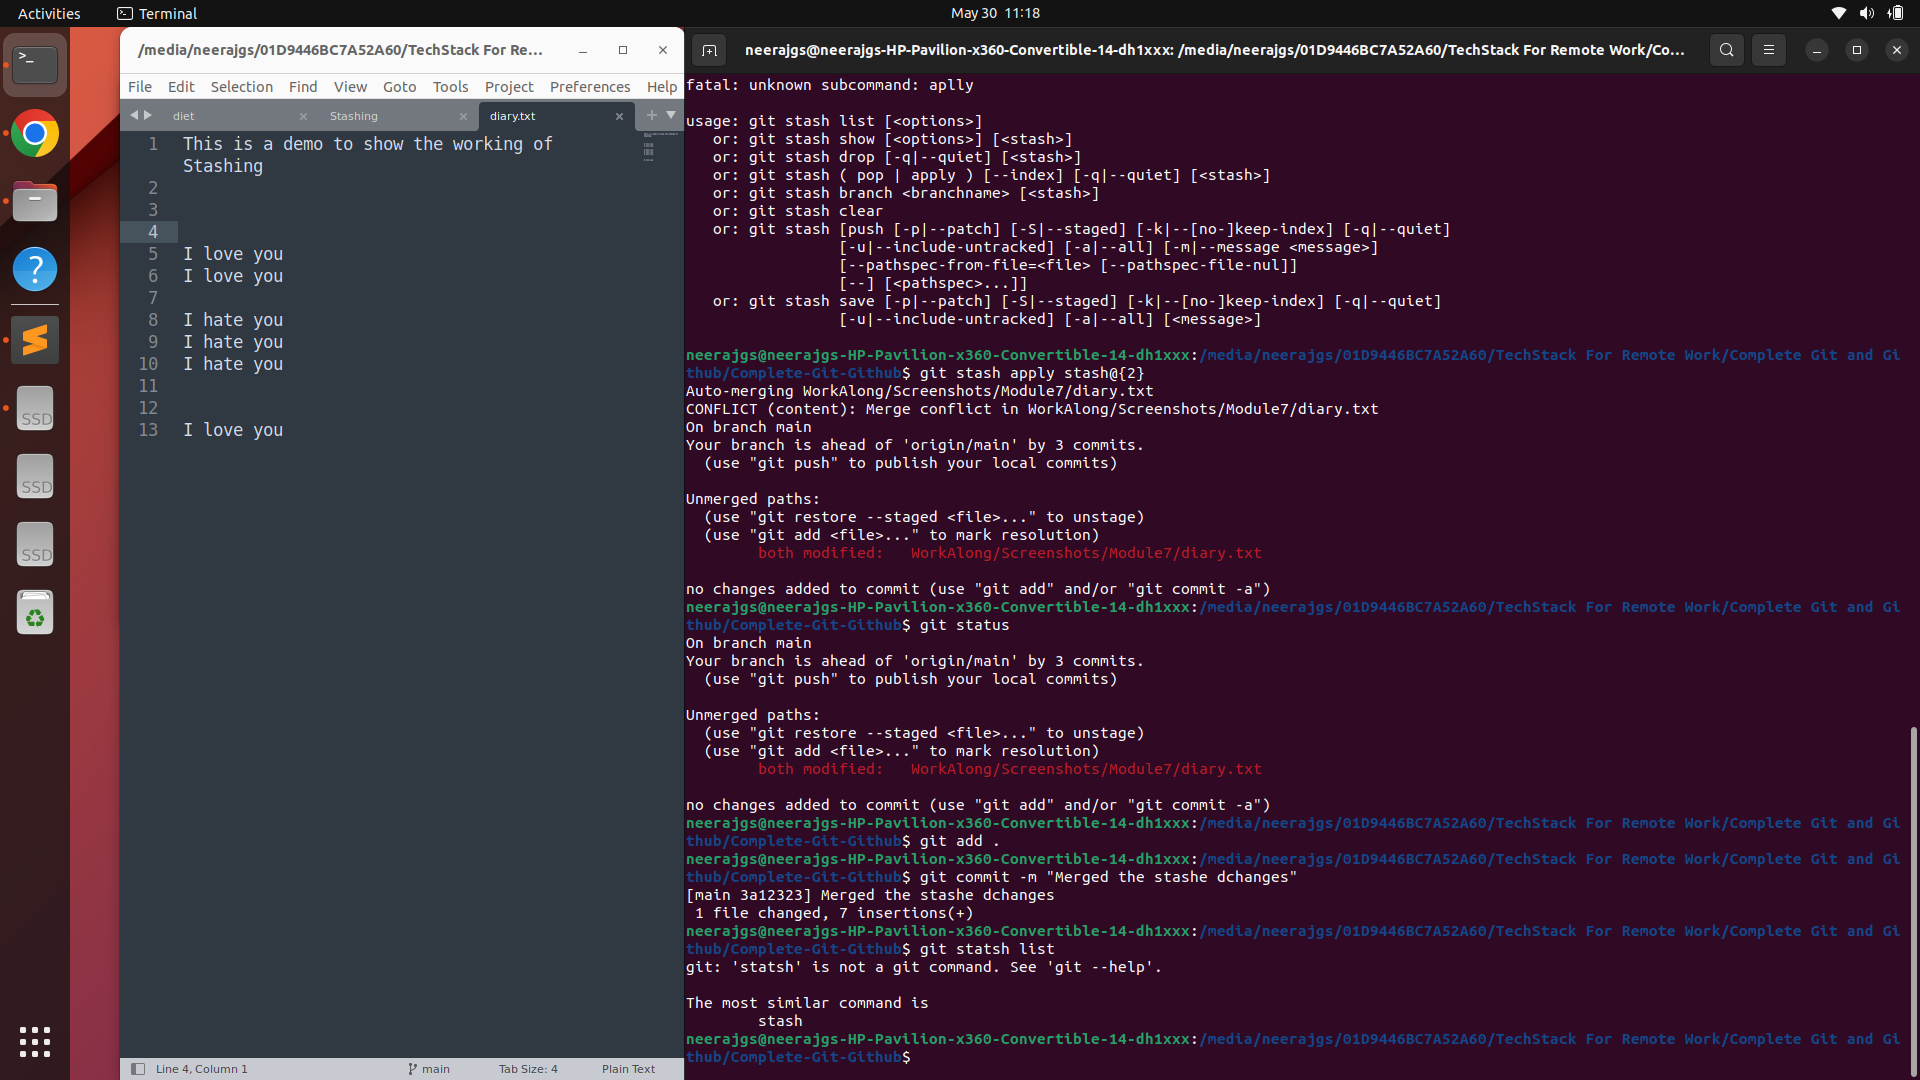 Activities
Terminal
May 30 11:18
/media/neerajgs/01D9446BC7A52A60/TechStack For Re...
File Edit Selection Find View Goto Tools Project Preferences Help
diet
Stashing
diary.txt
1 This is a demo to show the working of
Stashing
2
3
4
5 I love you
6 I love you
7
8 I hate you
9 I hate you
10 I hate you
11
12
13 I love you
Line 4, Column 1
main
Tab Size: 4
Plain Text
SSD
SSD
SSD
neerajgs@neerajgs-HP-Pavilion-x360-Convertible-14-dh1xxx: /media/neerajgs/01D9446BC7A52A60/TechStack For Remote Work/Co...
fatal: unknown subcommand: aplly
usage: git stash list [<options>]
or: git stash show [<options>] [<stash>]
or: git stash drop [-q|--quiet] [<stash>]
or: git stash ( pop | apply ) [--index] [-q|--quiet] [<stash>]
or: git stash branch <branchname> [<stash>]
or: git stash clear
or: git stash [push [-p|--patch] [-S|--staged] [-k|--[no-]keep-index] [-q|--quiet]
[-u|--include-untracked] [-a|--all] [-m|--message <message>]
[--pathspec-from-file=<file> [--pathspec-file-nul]]
[--] [<pathspec>...]]
or: git stash save [-p|--patch] [-S|--staged] [-k|--[no-]keep-index] [-q|--quiet]
[-u|--include-untracked] [-a|--all] [<message>]
neerajgs@neerajgs-HP-Pavilion-x360-Convertible-14-dh1xxx:/media/neerajgs/01D9446BC7A52A60/TechStack For Remote Work/Complete Git and Gi
thub/Complete-Git-Github$ git stash apply stash@{2}
Auto-merging WorkAlong/Screenshots/Module7/diary.txt
CONFLICT (content): Merge conflict in WorkAlong/Screenshots/Module7/diary.txt
On branch main
Your branch is ahead of 'origin/main' by 3 commits.
(use "git push" to publish your local commits)
Unmerged paths:
(use "git restore --staged <file>..." to unstage)
(use "git add <file>..." to mark resolution)
both modified: WorkAlong/Screenshots/Module7/diary.txt
no changes added to commit (use "git add" and/or "git commit -a")
neerajgs@neerajgs-HP-Pavilion-x360-Convertible-14-dh1xxx:/media/neerajgs/01D9446BC7A52A60/TechStack For Remote Work/Complete Git and Gi
thub/Complete-Git-Github$ git status
On branch main
Your branch is ahead of 'origin/main' by 3 commits.
(use "git push" to publish your local commits)
Unmerged paths:
(use "git restore --staged <file>..." to unstage)
(use "git add <file>..." to mark resolution)
both modified: WorkAlong/Screenshots/Module7/diary.txt
no changes added to commit (use "git add" and/or "git commit -a")
neerajgs@neerajgs-HP-Pavilion-x360-Convertible-14-dh1xxx:/media/neerajgs/01D9446BC7A52A60/TechStack For Remote Work/Complete Git and Gi
thub/Complete-Git-Github$ git add .
neerajgs@neerajgs-HP-Pavilion-x360-Convertible-14-dh1xxx:/media/neerajgs/01D9446BC7A52A60/TechStack For Remote Work/Complete Git and Gi
thub/Complete-Git-Github$ git commit -m "Merged the stashe dchanges"
[main 3a12323] Merged the stashe dchanges
1 file changed, 7 insertions(+)
neerajgs@neerajgs-HP-Pavilion-x360-Convertible-14-dh1xxx:/media/neerajgs/01D9446BC7A52A60/TechStack For Remote Work/Complete Git and Gi
thub/Complete-Git-Github$ git statsh list
git: 'statsh' is not a git command. See 'git --help'.
The most similar command is
stash
neerajgs@neerajgs-HP-Pavilion-x360-Convertible-14-dh1xxx:/media/neerajgs/01D9446BC7A52A60/TechStack For Remote Work/Complete Git and Gi
thub/Complete-Git-Github$